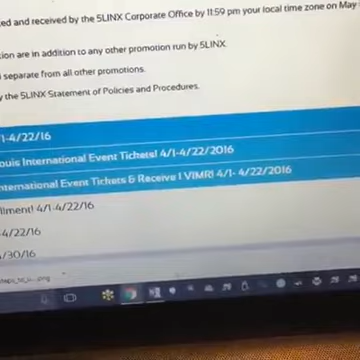 ted and received by the 5LINX Corporate Office by 11:59 pm your local time zone on May
tion are in addition to any other promotion run by 5LINX
separate from all other promotions.
y the 5LINX Statement of Policies and Procedures.
1-4/22/16
ouis International Event Tickets! 4/1-4/22/2016
nternational Event Tickets & Receive 1 VIMR! 4/1- 4/22/2016
llment! 4/1-4/22/16
-4/22/16
/30/16